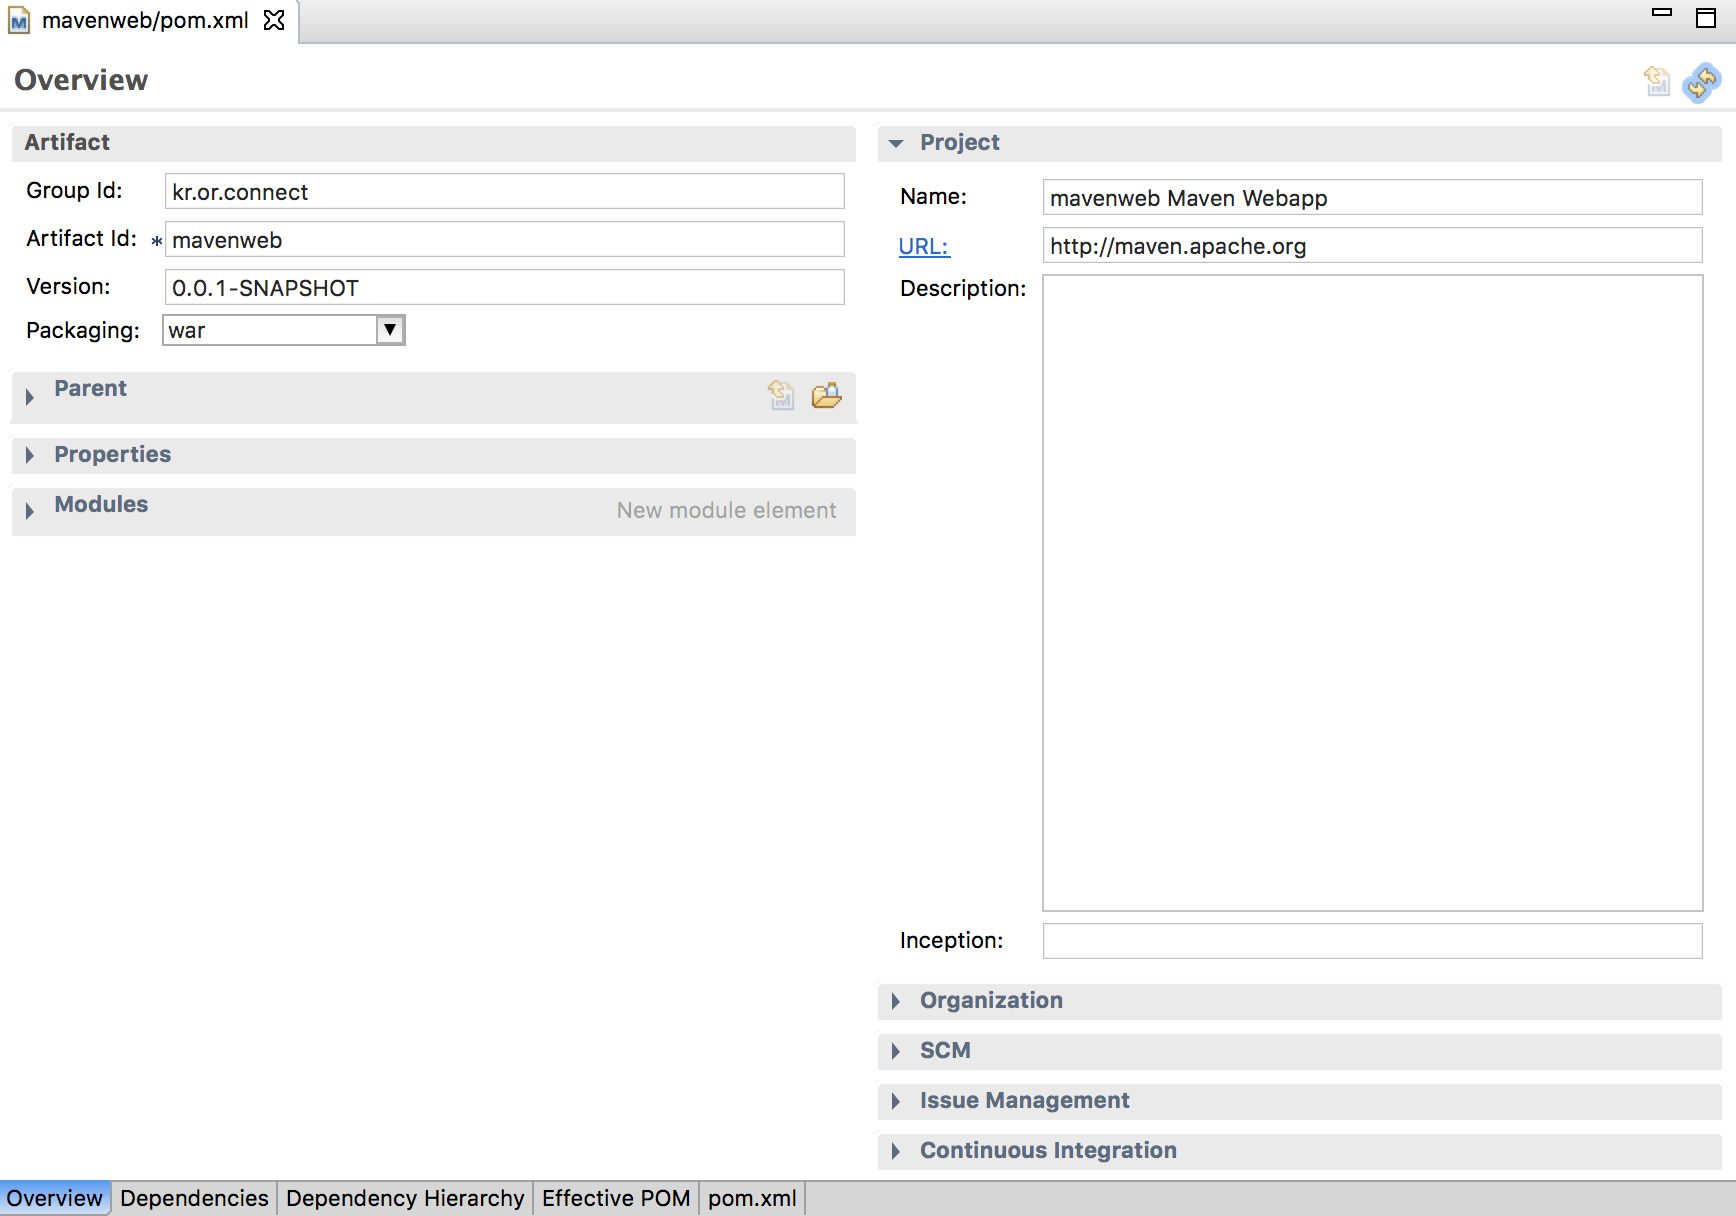 mavenweb/pom.xml
Overview
Artifact
Group Id: kr.or.connect
Artifact Id: * mavenweb
Version: 0.0.1-SNAPSHOT
Packaging: war
Parent
Properties
Modules New module element
Project
Name: mavenweb Maven Webapp
URL: http://maven.apache.org
Description:
Inception:
Organization
SCM
Issue Management
Continuous Integration
Overview Dependencies Dependency Hierarchy Effective POM pom.xml